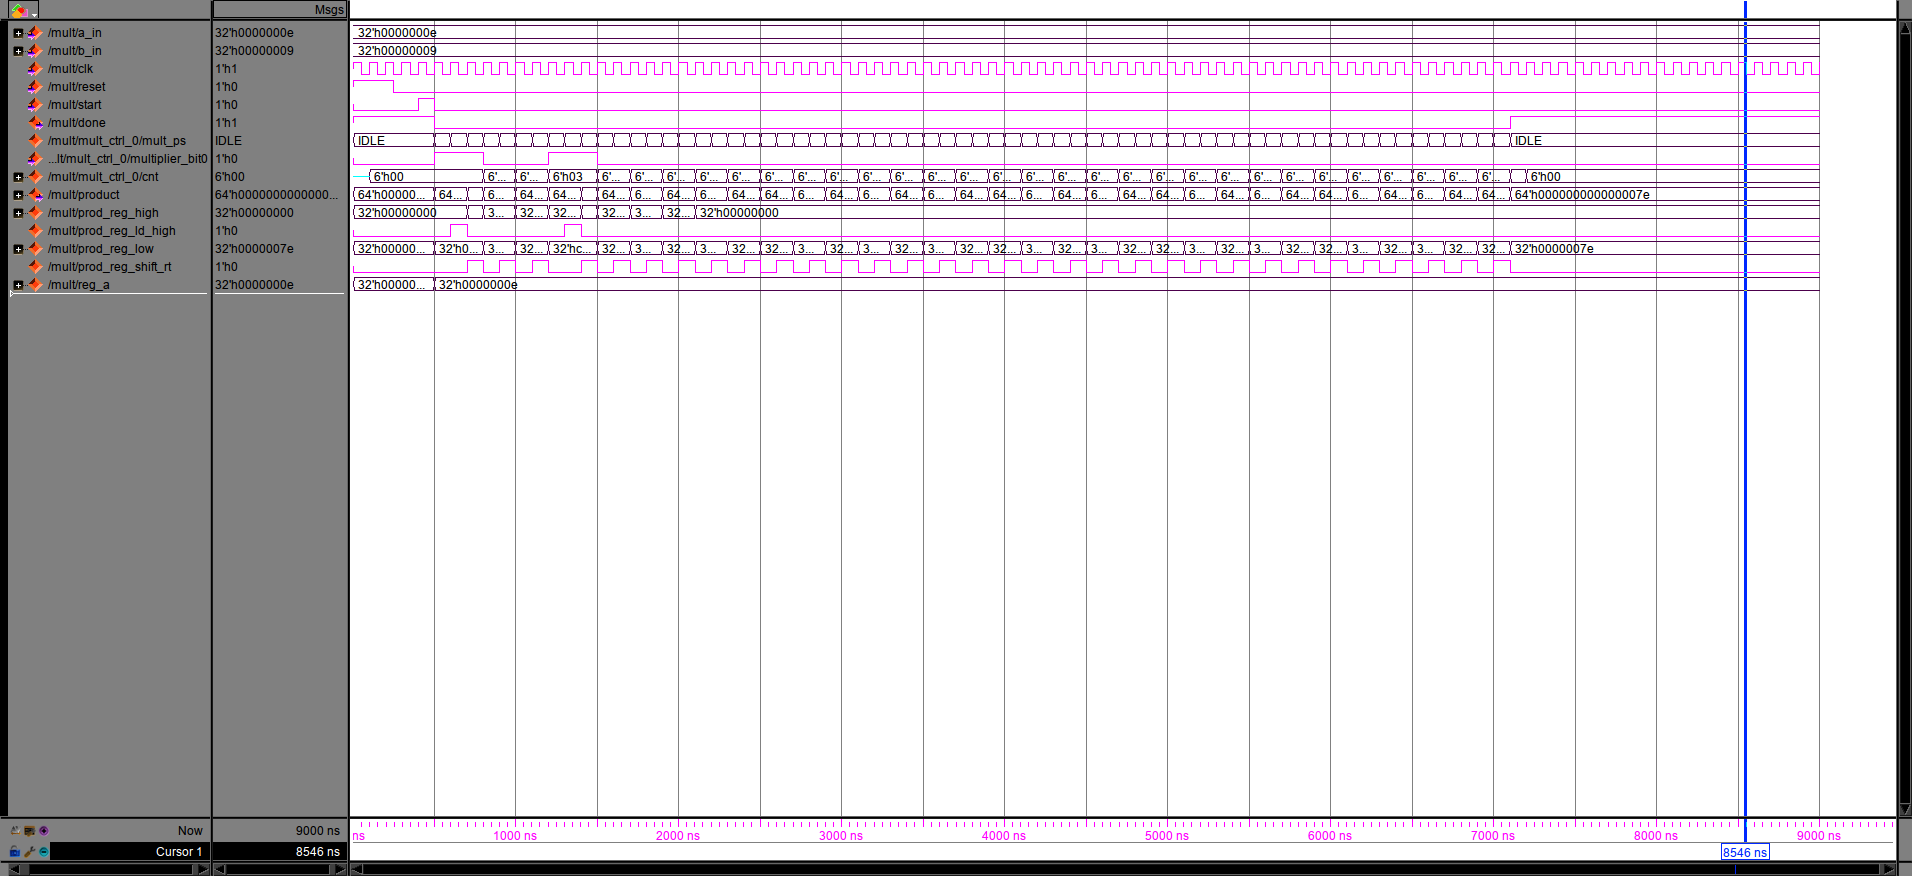 Msgs
/mult/a_in 32'h0000000e 32'h0000000e
/mult/b_in 32'h00000009 32'h00000009
/mult/clk 1'h1
/mult/reset 1'h0
/mult/start 1'h0
/mult/done 1'h1
/mult/mult_ctrl_0/mult_ps IDLE IDLE IDLE
...lt/mult_ctrl_0/multiplier_bit0 1'h0
/mult/mult_ctrl_0/cnt 6'h00 6'h00 6'... 6'... 6'h03 6'... 6'... 6'... 6'... 6'... 6'... 6'... 6'... 6'... 6'... 6'... 6'... 6'... 6'... 6'... 6'... 6'... 6'... 6'... 6'... 6'... 6'... 6'... 6'... 6'... 6'... 6'... 6'h00
/mult/product 64'h0000000000000... 64'h00000... 64... 6... 64... 64... 64... 6... 64... 64... 64... 64... 6... 64... 64... 64... 6... 64... 64... 64... 6... 64... 64... 64... 6... 64... 64... 64... 6... 64... 64... 64... 6... 64... 64... 64'h000000000000007e
/mult/prod_reg_high 32'h00000000 32'h00000000 3... 32... 32... 32... 3... 32... 32'h00000000
/mult/prod_reg_ld_high 1'h0
/mult/prod_reg_low 32'h0000007e 32'h00000... 32'h0... 3... 32... 32'hc... 32... 3... 32... 32... 32... 32... 3... 32... 32... 32... 3... 32... 32... 32... 3... 32... 32... 32... 3... 32... 32... 32... 3... 32... 32... 32... 3... 32... 32... 32'h0000007e
/mult/prod_reg_shift_rt 1'h0
/mult/reg_a 32'h0000000e 32'h00000... 32'h0000000e
Now 9000 ns ns 1000 ns 2000 ns 3000 ns 4000 ns 5000 ns 6000 ns 7000 ns 8000 ns 9000 ns
Cursor 1 8546 ns 8546 ns